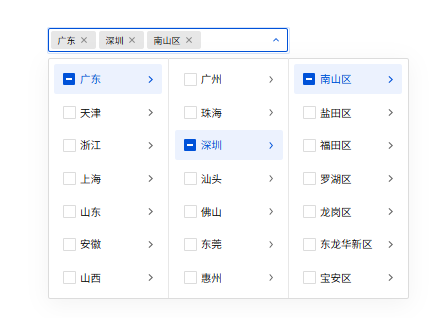 广东 深圳 南山区
广东
天津
浙江
上海
山东
安徽
山西
广州
珠海
深圳
汕头
佛山
东莞
惠州
南山区
盐田区
福田区
罗湖区
龙岗区
东龙华新区
宝安区